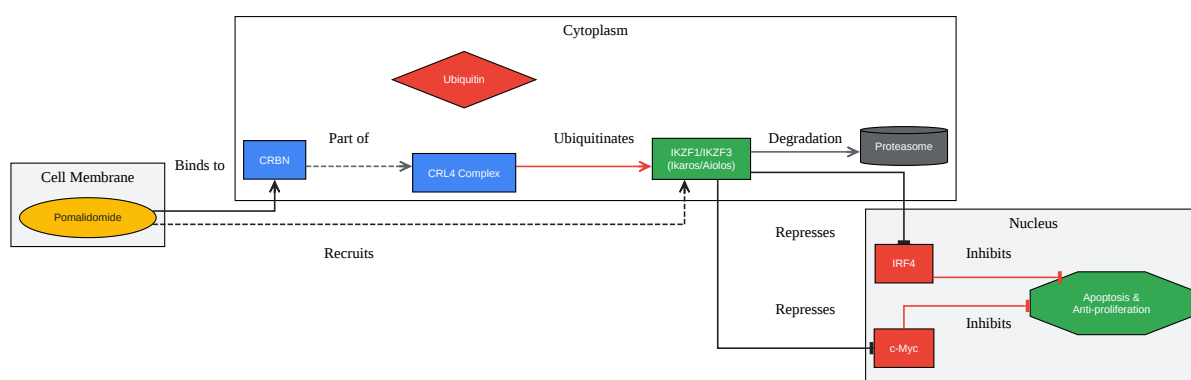 Cytoplasm
Ubiquitin
Part of
Ubiquitinates
IKZF1/IKZF3
(Ikaros/Aiolos)
Degradation
Proteasome
CRBN
CRL4 Complex
Binds to
Cell Membrane
Pomalidomide
Recruits
Nucleus
Represses
IRF4
Inhibits
Apoptosis &
Anti-proliferation
Represses
c-Myc
Inhibits